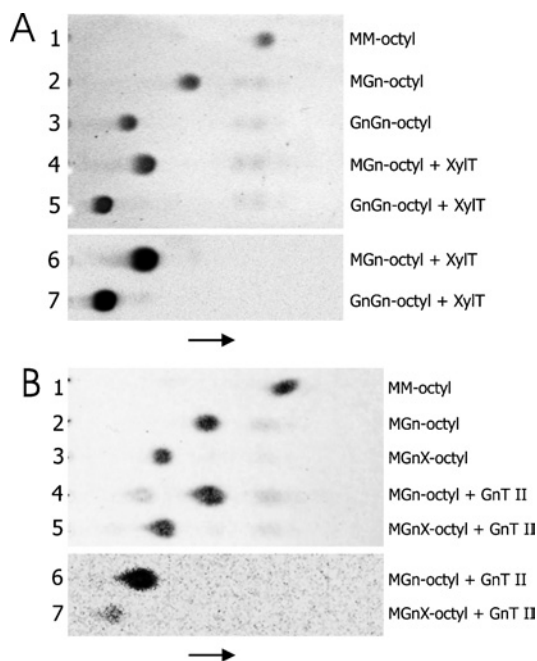 A
1 MM-octyl
2 MGn-octyl
3 GnGn-octyl
4 MGn-octyl + XylT
5 GnGn-octyl + XylT
6 MGn-octyl + XylT
7 GnGn-octyl + XylT
B
1 MM-octyl
2 MGn-octyl
3 MGnX-octyl
4 MGn-octyl + GnT II
5 MGnX-octyl + GnT II
6 MGn-octyl + GnT II
7 MGnX-octyl + GnT II